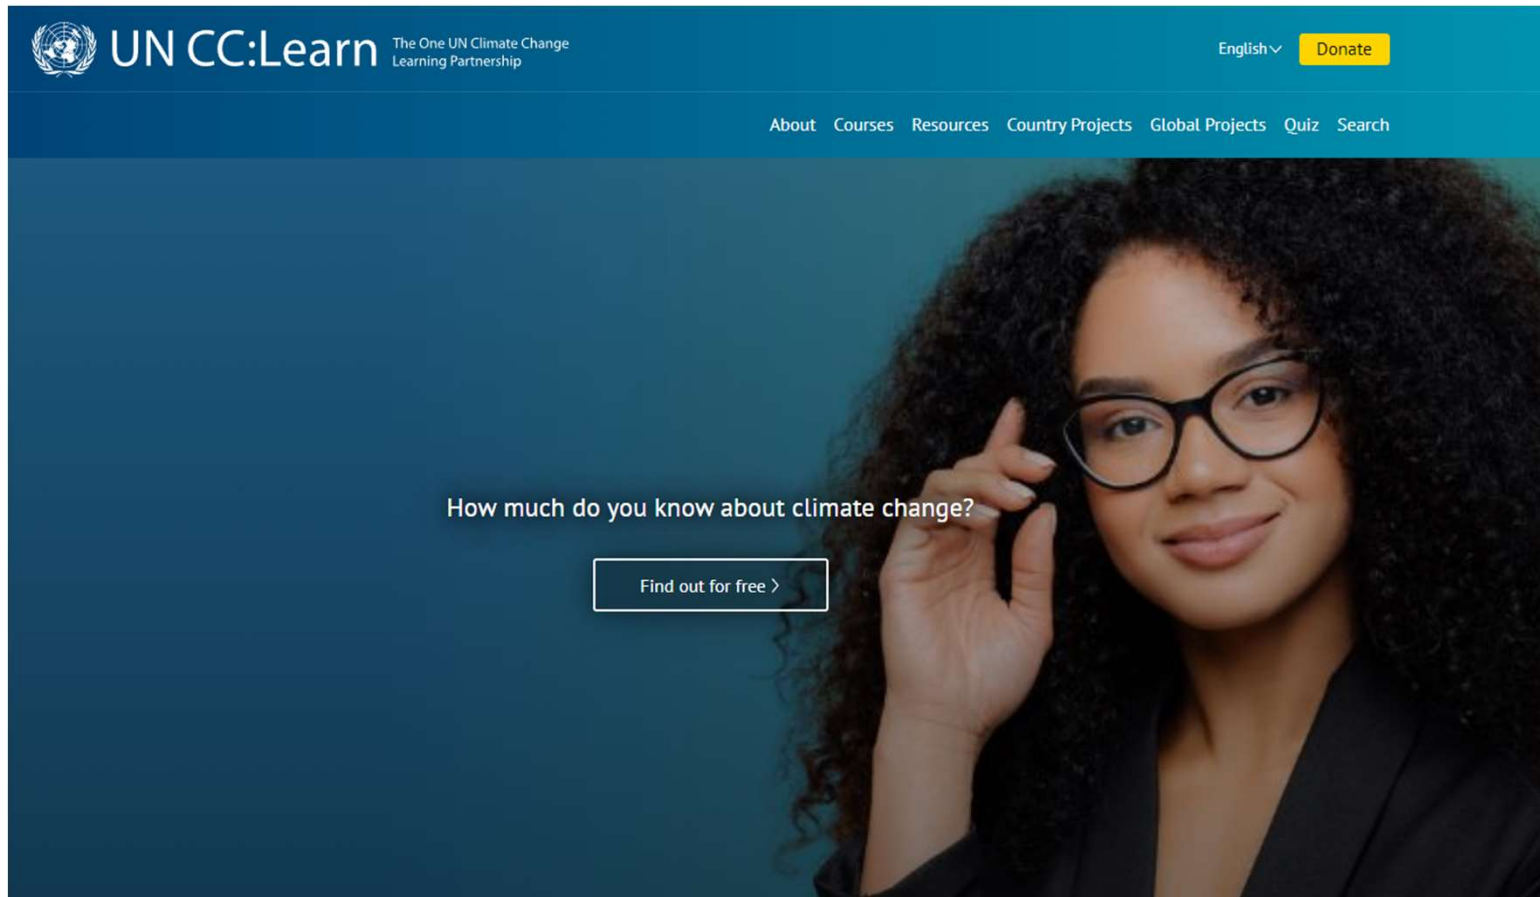 UN CC:Learn
The One UN Climate Change
Learning Partnership
English
Donate
About Courses Resources Country Projects Global Projects Quiz Search
How much do you know about climate change?
Find out for free >